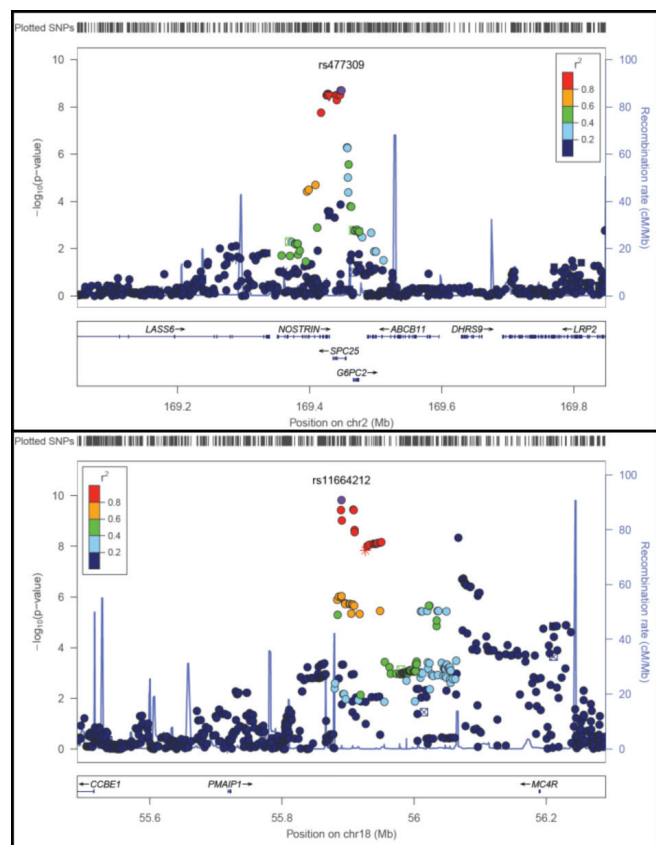 Plotted SNPs
rs477309
10
8
6
4
2
0
−log10(p-value)
r2
0.8
0.6
0.4
0.2
100
80
60
40
20
0
Recombination rate (cM/Mb)
LASS6→
NOSTRIN→
←ABCB11
DHRS9→
←LRP2
←SPC25
G6PC2→
169.2
169.4
169.6
169.8
Position on chr2 (Mb)
Plotted SNPs
rs11664212
r2
0.8
0.6
0.4
0.2
10
8
6
4
2
0
−log10(p-value)
100
80
60
40
20
0
Recombination rate (cM/Mb)
←CCBE1
PMAIP1→
←MC4R
55.6
55.8
56
56.2
Position on chr18 (Mb)